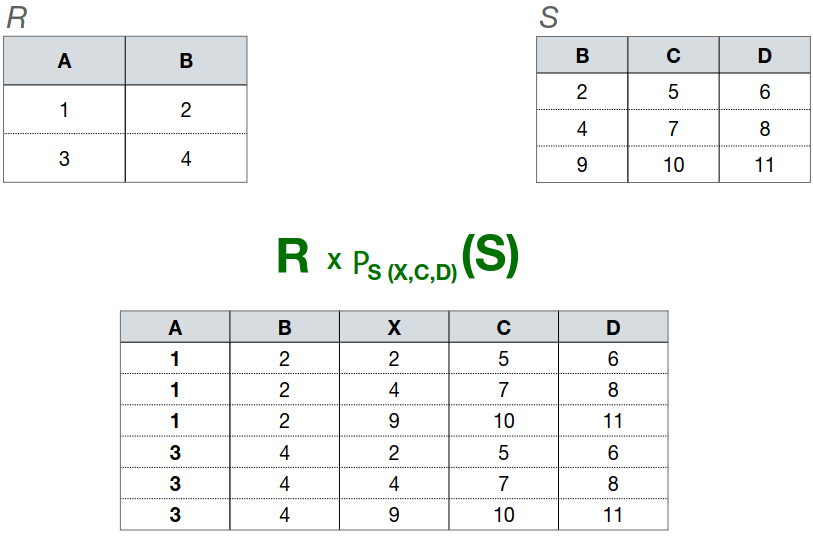 R
A B
1 2
3 4
S
B C D
2 5 6
4 7 8
9 10 11
R x ρS (X,C,D) (S)
A B X C D
1 2 2 5 6
1 2 4 7 8
1 2 9 10 11
3 4 2 5 6
3 4 4 7 8
3 4 9 10 11